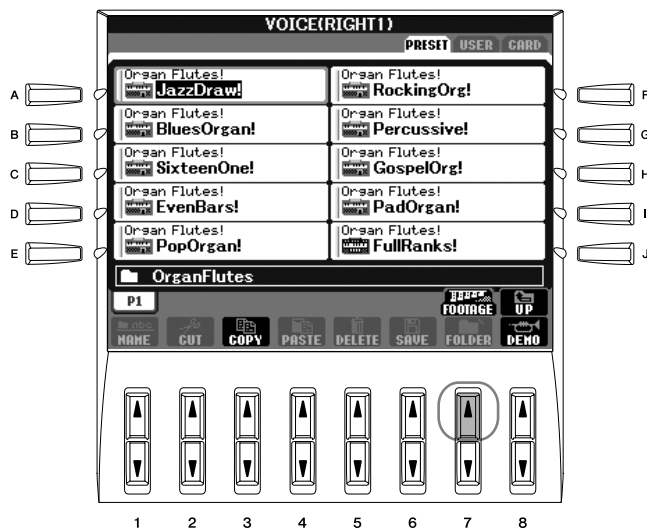 VOICE(RIGHT1)
PRESET USER CARD
A
Organ Flutes!
JazzDraw!
Organ Flutes!
RockingOrg!
F
B
Organ Flutes!
BluesOrgan!
Organ Flutes!
Percussive!
G
C
Organ Flutes!
SixteenOne!
Organ Flutes!
GospelOrg!
H
D
Organ Flutes!
EvenBars!
Organ Flutes!
PadOrgan!
I
E
Organ Flutes!
PopOrgan!
Organ Flutes!
FullRanks!
J
OrganFlutes
P1
FOOTAGE UP
abc
NAME CUT COPY PASTE DELETE SAVE FOLDER DEMO
1 2 3 4 5 6 7 8